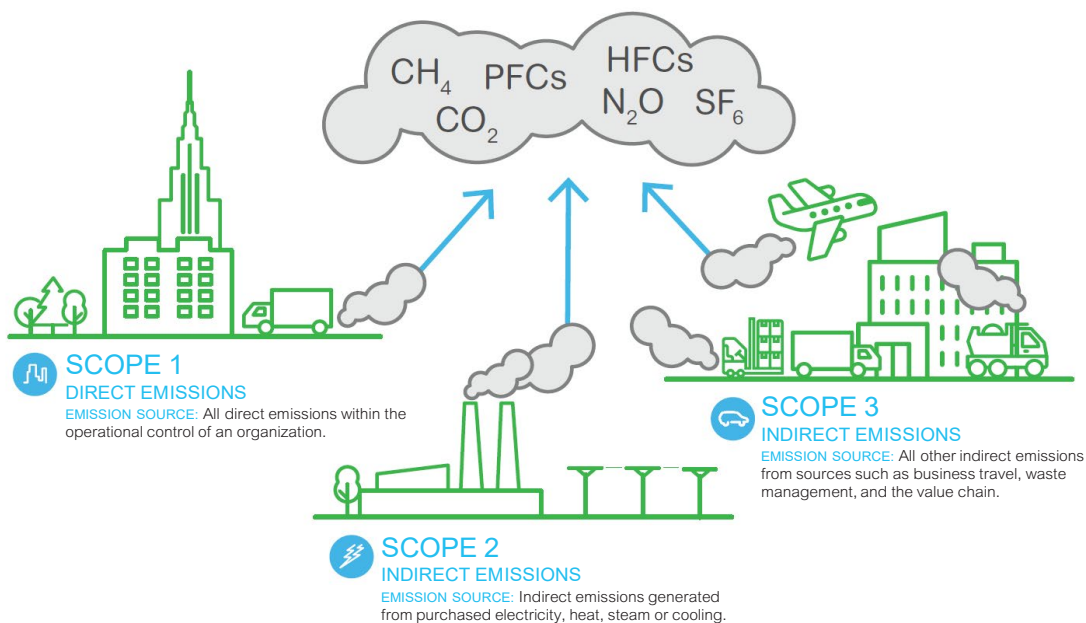 CH₄ PFCs HFCs
CO₂ N₂O SF₆
SCOPE 1
DIRECT EMISSIONS
EMISSION SOURCE: All direct emissions within the
operational control of an organization.
SCOPE 2
INDIRECT EMISSIONS
EMISSION SOURCE: Indirect emissions generated
from purchased electricity, heat, steam or cooling.
SCOPE 3
INDIRECT EMISSIONS
EMISSION SOURCE: All other indirect emissions
from sources such as business travel, waste
management, and the value chain.